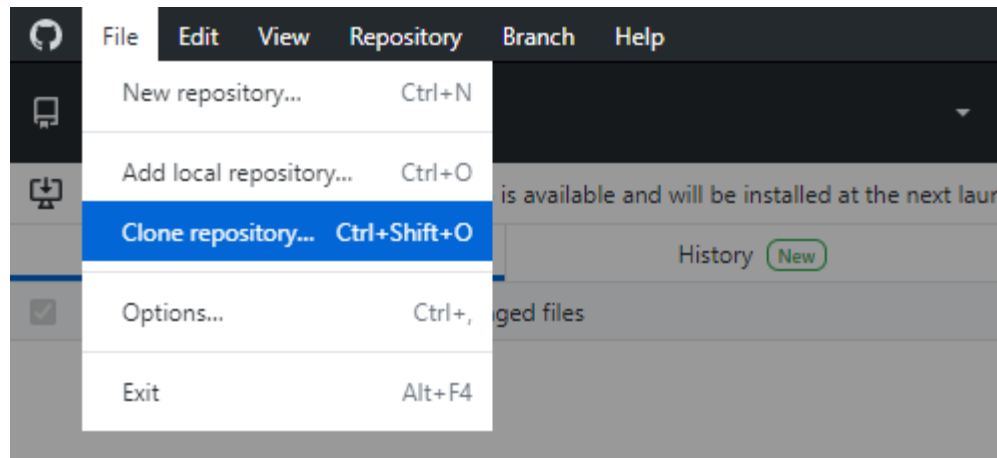 File Edit View Repository Branch Help
New repository... Ctrl+N
Add local repository... Ctrl+O
is available and will be installed at the next laun
Clone repository... Ctrl+Shift+O
History New
Options... Ctrl+,
ged files
Exit Alt+F4